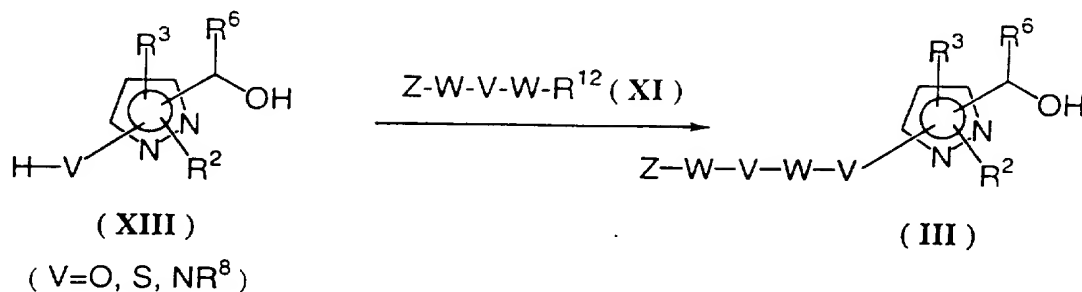 R³ R⁶ OH N N H–V R²
Z-W-V-W-R¹² (XI)
R³ R⁶ OH N N Z–W–V–W–V R²
(XIII)
(III)
(V=O, S, NR⁸)